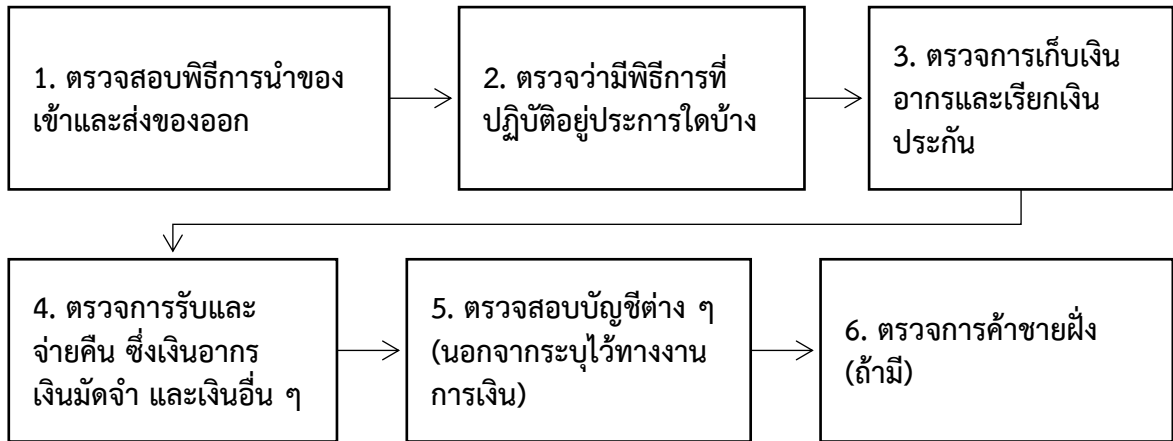 1. ตรวจสอบพิธีการนำของ
เข้าและส่งของออก
2. ตรวจว่ามีพิธีการที่
ปฏิบัติอยู่ประการใดบ้าง
3. ตรวจการเก็บเงิน
อากรและเรียกเงิน
ประกัน
4. ตรวจการรับและ
จ่ายคืน ซึ่งเงินอากร
เงินมัดจำ และเงินอื่น ๆ
5. ตรวจสอบบัญชีต่าง ๆ
(นอกจากระบุไว้ทางงาน
การเงิน)
6. ตรวจการค้าชายฝั่ง
(ถ้ามี)